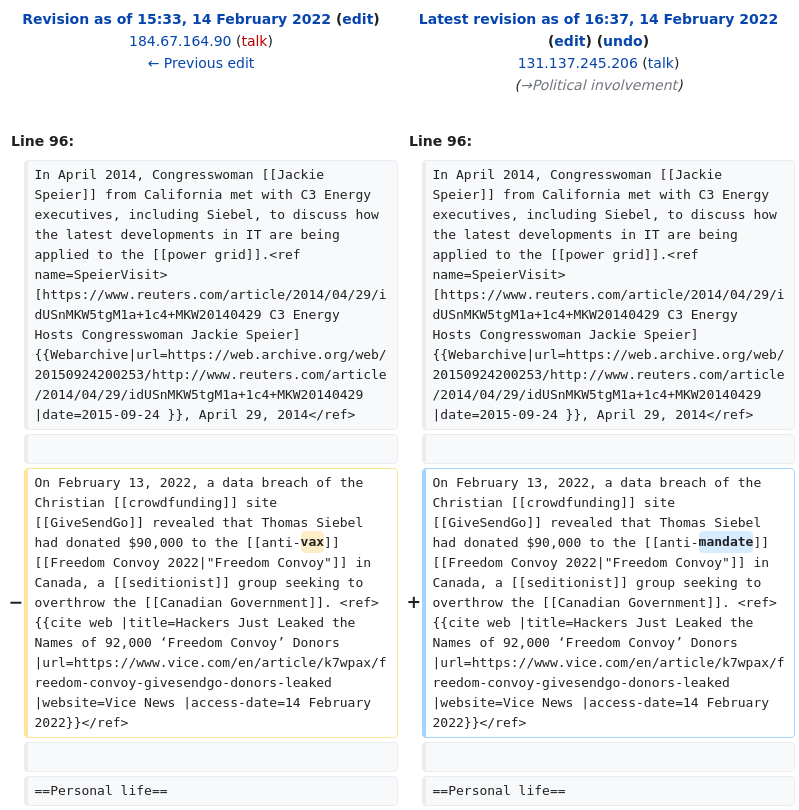 Revision as of 15:33, 14 February 2022 (edit)
184.67.164.90 (talk)
← Previous edit
Latest revision as of 16:37, 14 February 2022
(edit) (undo)
131.137.245.206 (talk)
(→Political involvement)
Line 96:
In April 2014, Congresswoman [[Jackie
Speier]] from California met with C3 Energy
executives, including Siebel, to discuss how
the latest developments in IT are being
applied to the [[power grid]].<ref
name=SpeierVisit>
[https://www.reuters.com/article/2014/04/29/i
dUSnMKW5tgM1a+1c4+MKW20140429 C3 Energy
Hosts Congresswoman Jackie Speier]
{{Webarchive|url=https://web.archive.org/web/
20150924200253/http://www.reuters.com/article
/2014/04/29/idUSnMKW5tgM1a+1c4+MKW20140429
|date=2015-09-24 }}, April 29, 2014</ref>
− On February 13, 2022, a data breach of the
Christian [[crowdfunding]] site
[[GiveSendGo]] revealed that Thomas Siebel
had donated $90,000 to the [[anti-vax]]
[[Freedom Convoy 2022|"Freedom Convoy"]] in
Canada, a [[seditionist]] group seeking to
overthrow the [[Canadian Government]]. <ref>
{{cite web |title=Hackers Just Leaked the
Names of 92,000 ‘Freedom Convoy’ Donors
|url=https://www.vice.com/en/article/k7wpax/f
reedom-convoy-givesendgo-donors-leaked
|website=Vice News |access-date=14 February
2022}}</ref>
==Personal life==
Line 96:
In April 2014, Congresswoman [[Jackie
Speier]] from California met with C3 Energy
executives, including Siebel, to discuss how
the latest developments in IT are being
applied to the [[power grid]].<ref
name=SpeierVisit>
[https://www.reuters.com/article/2014/04/29/i
dUSnMKW5tgM1a+1c4+MKW20140429 C3 Energy
Hosts Congresswoman Jackie Speier]
{{Webarchive|url=https://web.archive.org/web/
20150924200253/http://www.reuters.com/article
/2014/04/29/idUSnMKW5tgM1a+1c4+MKW20140429
|date=2015-09-24 }}, April 29, 2014</ref>
+ On February 13, 2022, a data breach of the
Christian [[crowdfunding]] site
[[GiveSendGo]] revealed that Thomas Siebel
had donated $90,000 to the [[anti-mandate]]
[[Freedom Convoy 2022|"Freedom Convoy"]] in
Canada, a [[seditionist]] group seeking to
overthrow the [[Canadian Government]]. <ref>
{{cite web |title=Hackers Just Leaked the
Names of 92,000 ‘Freedom Convoy’ Donors
|url=https://www.vice.com/en/article/k7wpax/f
reedom-convoy-givesendgo-donors-leaked
|website=Vice News |access-date=14 February
2022}}</ref>
==Personal life==